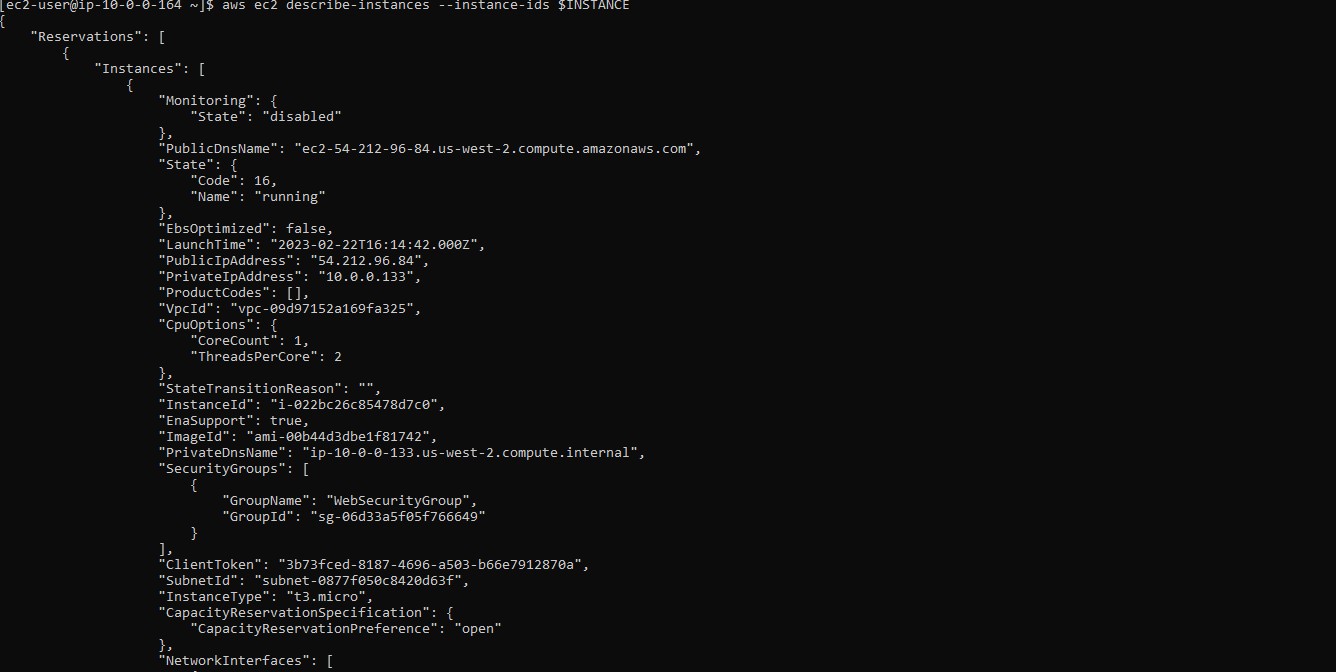 [ec2-user@ip-10-0-0-164 ~]$ aws ec2 describe-instances --instance-ids $INSTANCE
{
    "Reservations": [
        {
            "Instances": [
                {
                    "Monitoring": {
                        "State": "disabled"
                    },
                    "PublicDnsName": "ec2-54-212-96-84.us-west-2.compute.amazonaws.com",
                    "State": {
                        "Code": 16,
                        "Name": "running"
                    },
                    "EbsOptimized": false,
                    "LaunchTime": "2023-02-22T16:14:42.000Z",
                    "PublicIpAddress": "54.212.96.84",
                    "PrivateIpAddress": "10.0.0.133",
                    "ProductCodes": [],
                    "VpcId": "vpc-09d97152a169fa325",
                    "CpuOptions": {
                        "CoreCount": 1,
                        "ThreadsPerCore": 2
                    },
                    "StateTransitionReason": "",
                    "InstanceId": "i-022bc26c85478d7c0",
                    "EnaSupport": true,
                    "ImageId": "ami-00b44d3dbe1f81742",
                    "PrivateDnsName": "ip-10-0-0-133.us-west-2.compute.internal",
                    "SecurityGroups": [
                        {
                            "GroupName": "WebSecurityGroup",
                            "GroupId": "sg-06d33a5f05f766649"
                        }
                    ],
                    "ClientToken": "3b73fced-8187-4696-a503-b66e7912870a",
                    "SubnetId": "subnet-0877f050c8420d63f",
                    "InstanceType": "t3.micro",
                    "CapacityReservationSpecification": {
                        "CapacityReservationPreference": "open"
                    },
                    "NetworkInterfaces": [